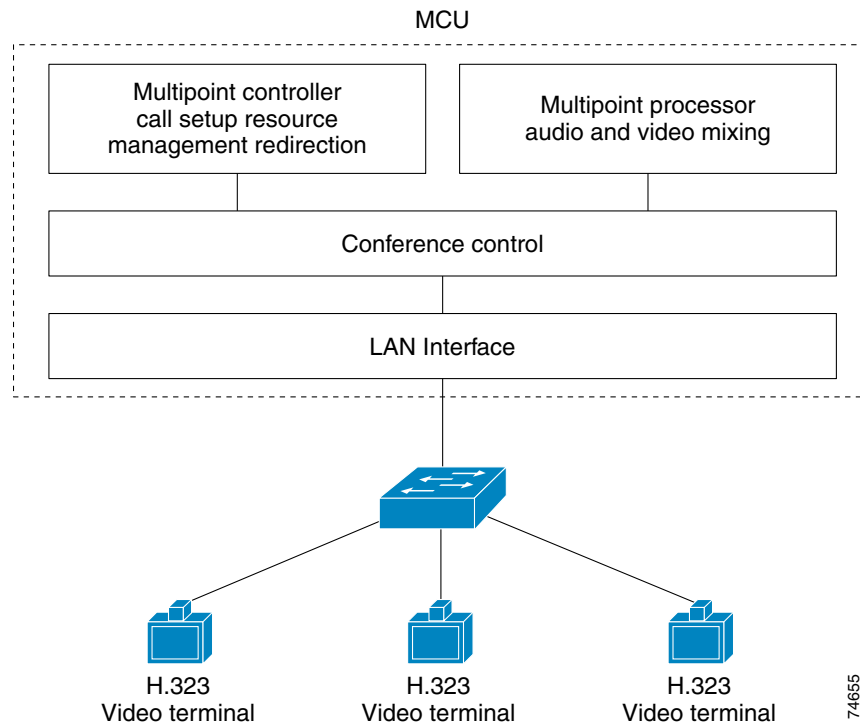 MCU
Multipoint controller
call setup resource
management redirection
Multipoint processor
audio and video mixing
Conference control
LAN Interface
H.323
Video terminal
H.323
Video terminal
H.323
Video terminal
74655